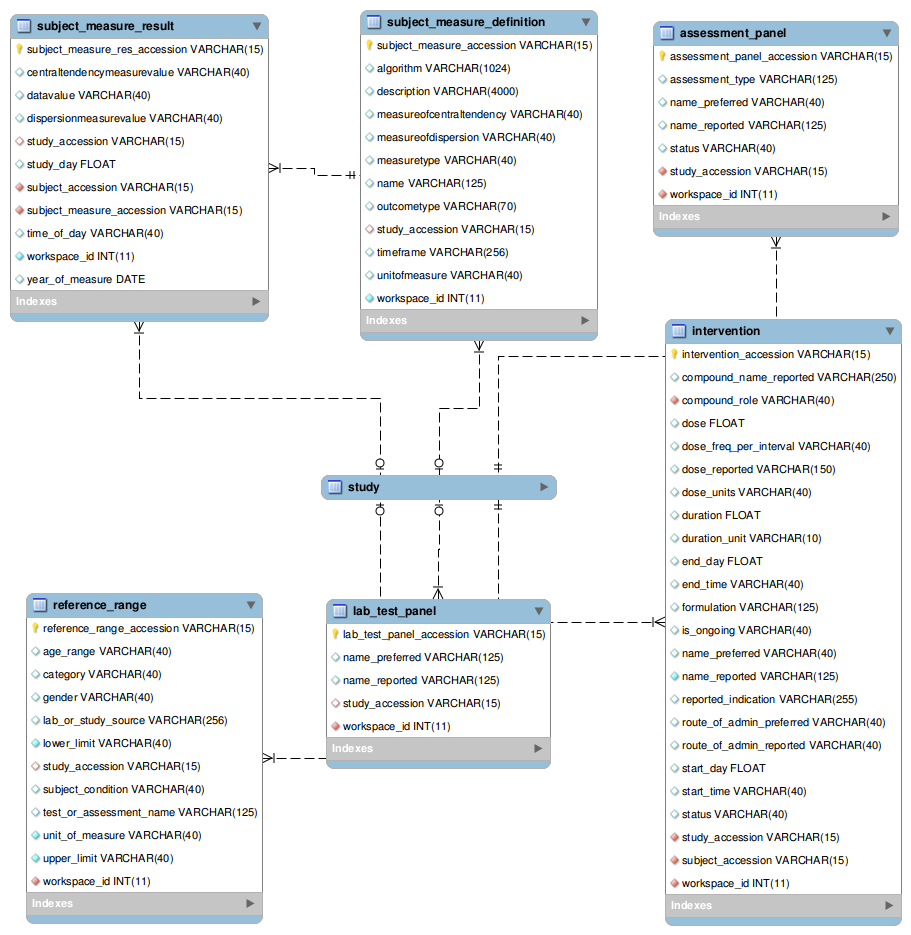 subject_measure_result
subject_measure_res_accession VARCHAR(15)
centraltendencymeasurevalue VARCHAR(40)
datavalue VARCHAR(40)
dispersionmeasurevalue VARCHAR(40)
study_accession VARCHAR(15)
study_day FLOAT
subject_accession VARCHAR(15)
subject_measure_accession VARCHAR(15)
time_of_day VARCHAR(40)
workspace_id INT(11)
year_of_measure DATE
Indexes
subject_measure_definition
subject_measure_accession VARCHAR(15)
algorithm VARCHAR(1024)
description VARCHAR(4000)
measureofcentraltendency VARCHAR(40)
measureofdispersion VARCHAR(40)
measuretype VARCHAR(40)
name VARCHAR(125)
outcometype VARCHAR(70)
study_accession VARCHAR(15)
timeframe VARCHAR(256)
unitofmeasure VARCHAR(40)
workspace_id INT(11)
Indexes
assessment_panel
assessment_panel_accession VARCHAR(15)
assessment_type VARCHAR(125)
name_preferred VARCHAR(40)
name_reported VARCHAR(125)
status VARCHAR(40)
study_accession VARCHAR(15)
workspace_id INT(11)
Indexes
study
intervention
intervention_accession VARCHAR(15)
compound_name_reported VARCHAR(250)
compound_role VARCHAR(40)
dose FLOAT
dose_freq_per_interval VARCHAR(40)
dose_reported VARCHAR(150)
dose_units VARCHAR(40)
duration FLOAT
duration_unit VARCHAR(10)
end_day FLOAT
end_time VARCHAR(40)
formulation VARCHAR(125)
is_ongoing VARCHAR(40)
name_preferred VARCHAR(40)
name_reported VARCHAR(125)
reported_indication VARCHAR(255)
route_of_admin_preferred VARCHAR(40)
route_of_admin_reported VARCHAR(40)
start_day FLOAT
start_time VARCHAR(40)
status VARCHAR(40)
study_accession VARCHAR(15)
subject_accession VARCHAR(15)
workspace_id INT(11)
Indexes
reference_range
reference_range_accession VARCHAR(15)
age_range VARCHAR(40)
category VARCHAR(40)
gender VARCHAR(40)
lab_or_study_source VARCHAR(256)
lower_limit VARCHAR(40)
study_accession VARCHAR(15)
subject_condition VARCHAR(40)
test_or_assessment_name VARCHAR(125)
unit_of_measure VARCHAR(40)
upper_limit VARCHAR(40)
workspace_id INT(11)
Indexes
lab_test_panel
lab_test_panel_accession VARCHAR(15)
name_preferred VARCHAR(125)
name_reported VARCHAR(125)
study_accession VARCHAR(15)
workspace_id INT(11)
Indexes